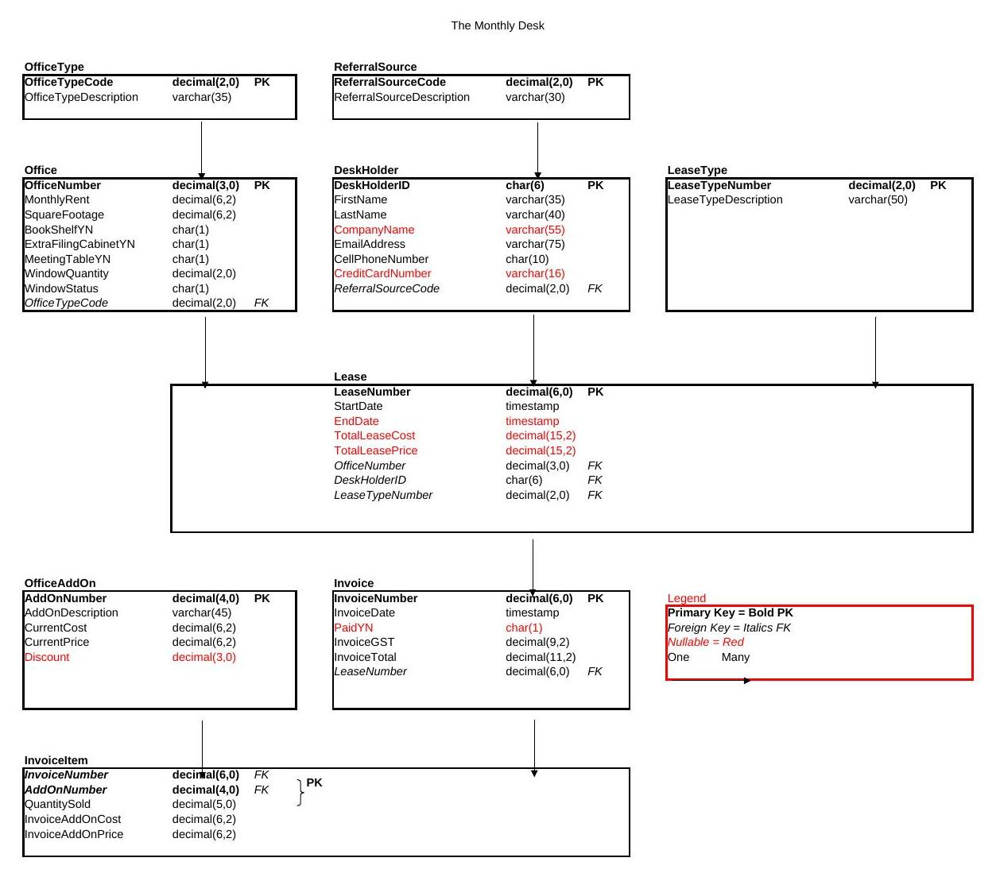 The Monthly Desk
OfficeType
OfficeTypeCode decimal(2,0) PK
OfficeTypeDescription varchar(35)
ReferralSource
ReferralSourceCode decimal(2,0) PK
ReferralSourceDescription varchar(30)
Office
OfficeNumber decimal(3,0) PK
MonthlyRent decimal(6,2)
SquareFootage decimal(6,2)
BookShelfYN char(1)
ExtraFilingCabinetYN char(1)
MeetingTableYN char(1)
WindowQuantity decimal(2,0)
WindowStatus char(1)
OfficeTypeCode decimal(2,0) FK
DeskHolder
DeskHolderID char(6) PK
FirstName varchar(35)
LastName varchar(40)
CompanyName varchar(55)
EmailAddress varchar(75)
CellPhoneNumber char(10)
CreditCardNumber varchar(16)
ReferralSourceCode decimal(2,0) FK
LeaseType
LeaseTypeNumber decimal(2,0) PK
LeaseTypeDescription varchar(50)
Lease
LeaseNumber decimal(6,0) PK
StartDate timestamp
EndDate timestamp
TotalLeaseCost decimal(15,2)
TotalLeasePrice decimal(15,2)
OfficeNumber decimal(3,0) FK
DeskHolderID char(6) FK
LeaseTypeNumber decimal(2,0) FK
OfficeAddOn
AddOnNumber decimal(4,0) PK
AddOnDescription varchar(45)
CurrentCost decimal(6,2)
CurrentPrice decimal(6,2)
Discount decimal(3,0)
Invoice
InvoiceNumber decimal(6,0) PK
InvoiceDate timestamp
PaidYN char(1)
InvoiceGST decimal(9,2)
InvoiceTotal decimal(11,2)
LeaseNumber decimal(6,0) FK
Legend
Primary Key = Bold PK
Foreign Key = Italics FK
Nullable = Red
One Many
InvoiceItem
InvoiceNumber decimal(6,0) FK
AddOnNumber decimal(4,0) FK
PK
QuantitySold decimal(5,0)
InvoiceAddOnCost decimal(6,2)
InvoiceAddOnPrice decimal(6,2)